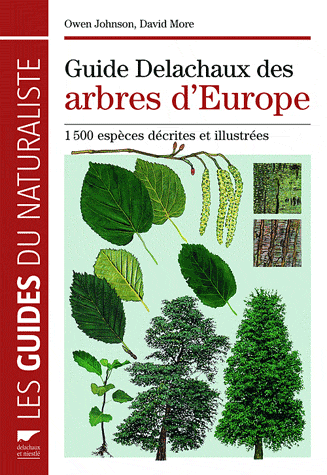 Owen Johnson, David More
Guide Delachaux des
arbres d'Europe
1 500 espèces décrites et illustrées
LES GUIDES DU NATURALISTE
delachaux
et niestlé